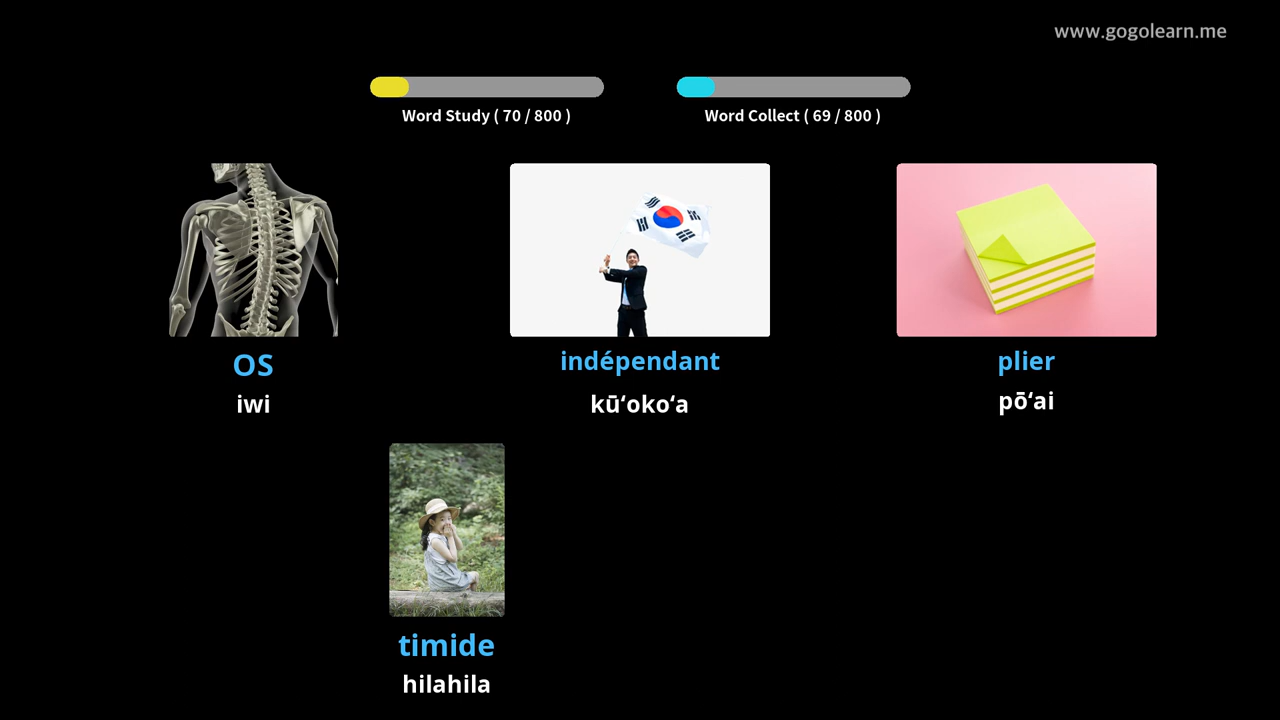 www.gogolearn.me
Word Study ( 70 / 800 )
Word Collect ( 69 / 800 )
os
iwi
indépendant
kūʻokoʻa
plier
pōʻai
timide
hilahila